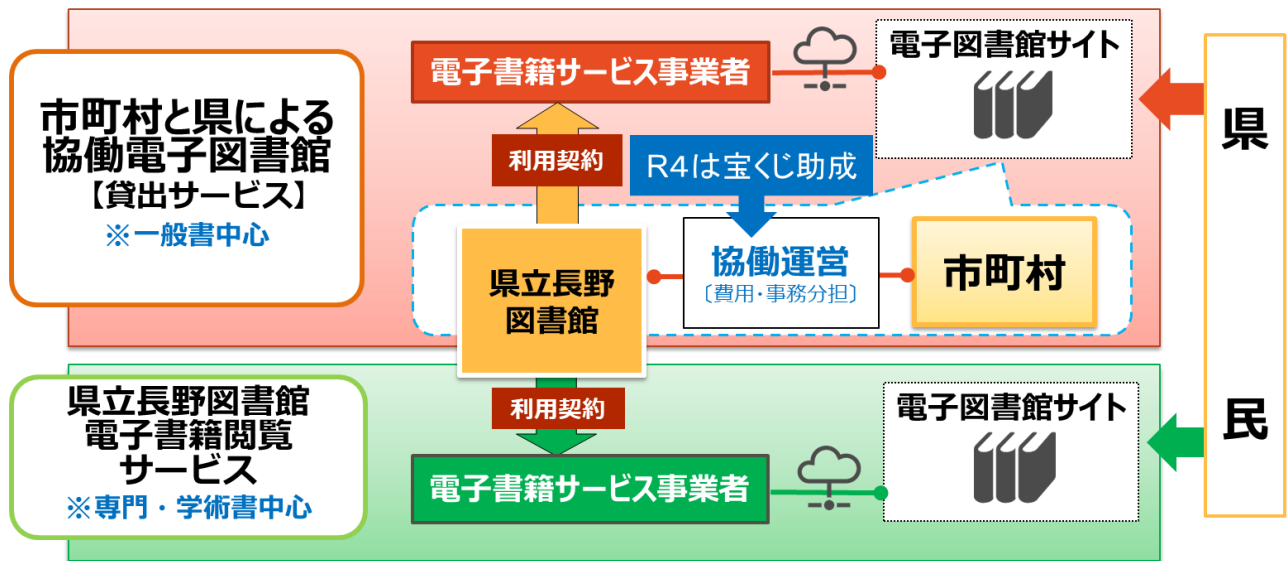 市町村と県による
協働電子図書館
【貸出サービス】
※一般書中心
電子書籍サービス事業者
電子図書館サイト
利用契約
R4は宝くじ助成
県立長野
図書館
協働運営
〔費用・事務分担〕
市町村
県立長野図書館
電子書籍閲覧
サービス
※専門・学術書中心
利用契約
電子書籍サービス事業者
電子図書館サイト
県
民